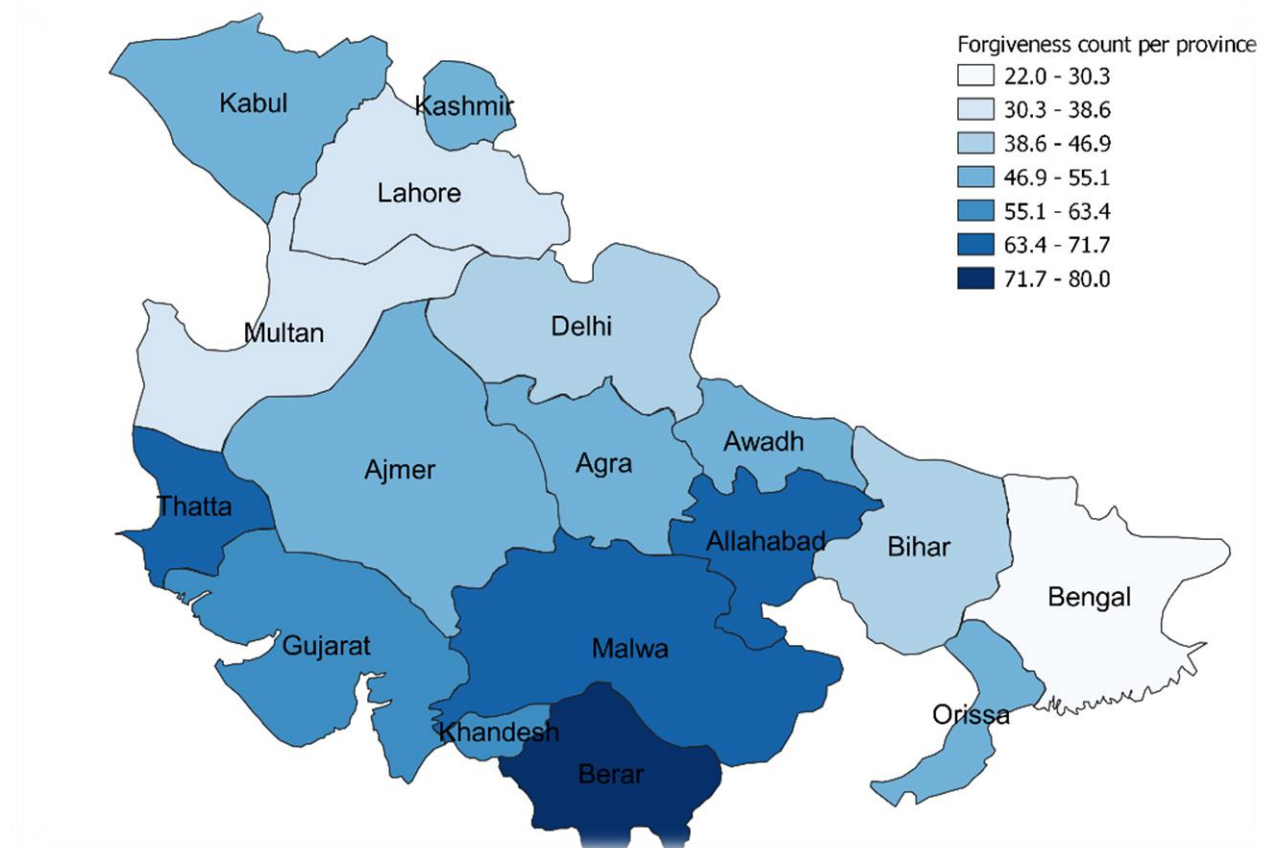 Forgiveness count per province
22.0 - 30.3
30.3 - 38.6
38.6 - 46.9
46.9 - 55.1
55.1 - 63.4
63.4 - 71.7
71.7 - 80.0
Kabul
Kashmir
Lahore
Multan
Delhi
Ajmer
Agra
Awadh
Thatta
Allahabad
Bihar
Bengal
Gujarat
Malwa
Orissa
Khandesh
Berar